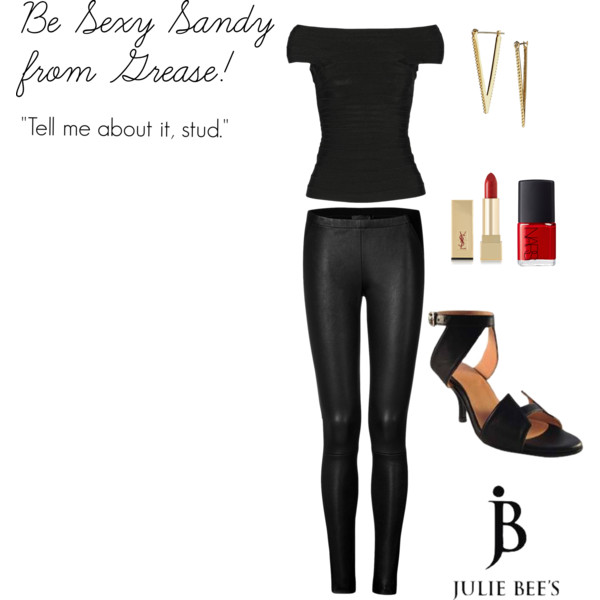 Be Sexy Sandy
from Grease!
"Tell me about it, stud."
YSL
NARS
JB
JULIE BEE'S